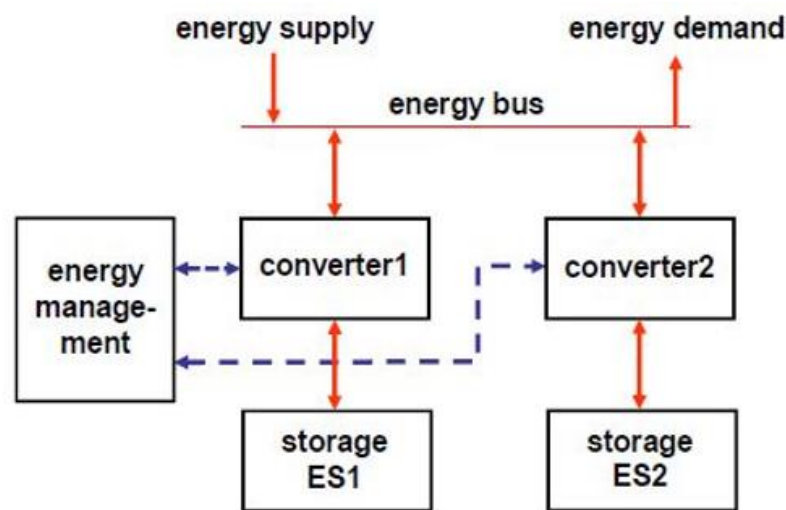 energy supply
energy demand
energy bus
energy
manage-
ment
converter1
converter2
storage
ES1
storage
ES2